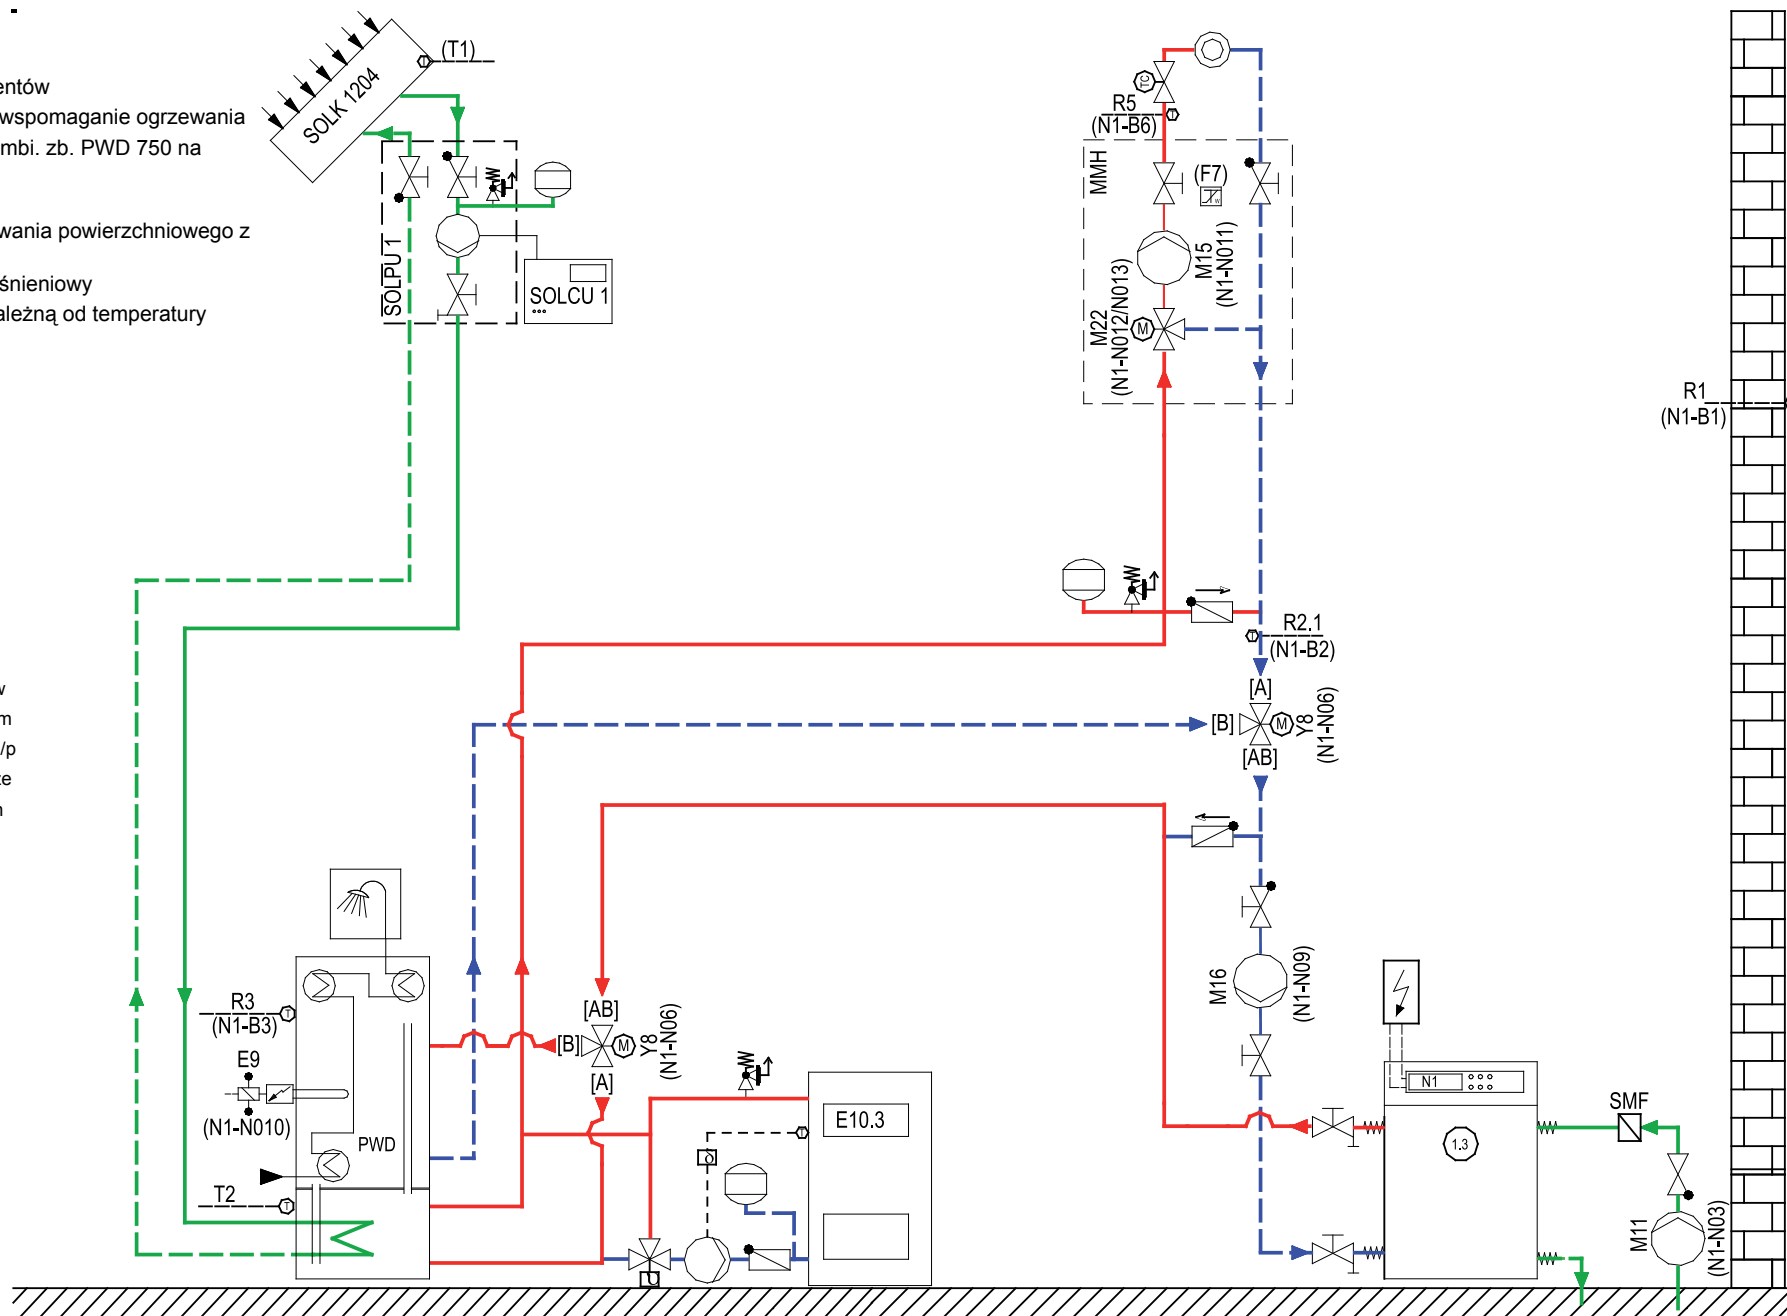 entów
wspomaganie ogrzewania
mbi. zb. PWD 750 na
wania powierzchniowego z
śnieniowy
ależną od temperatury
w
m
/p
że
h
(T1)
SOLK 1204
SOLPU 1
SOLCU 1
TC
R5
(N1-B6)
MMH
(F7)
W
M15
(N1-N011)
M22
(N1-N012/N013)
M
R1
(N1-B1)
R2.1
(N1-B2)
[A]
[B]
M
Y8
(N1-N06)
[AB]
R3
(N1-B3)
T
E9
(N1-N010)
PWD
T2
T
[AB]
[B]
M
Y8
(N1-N06)
[A]
E10.3
M16
(N1-N09)
N1
1.3
SMF
M11
(N1-N03)